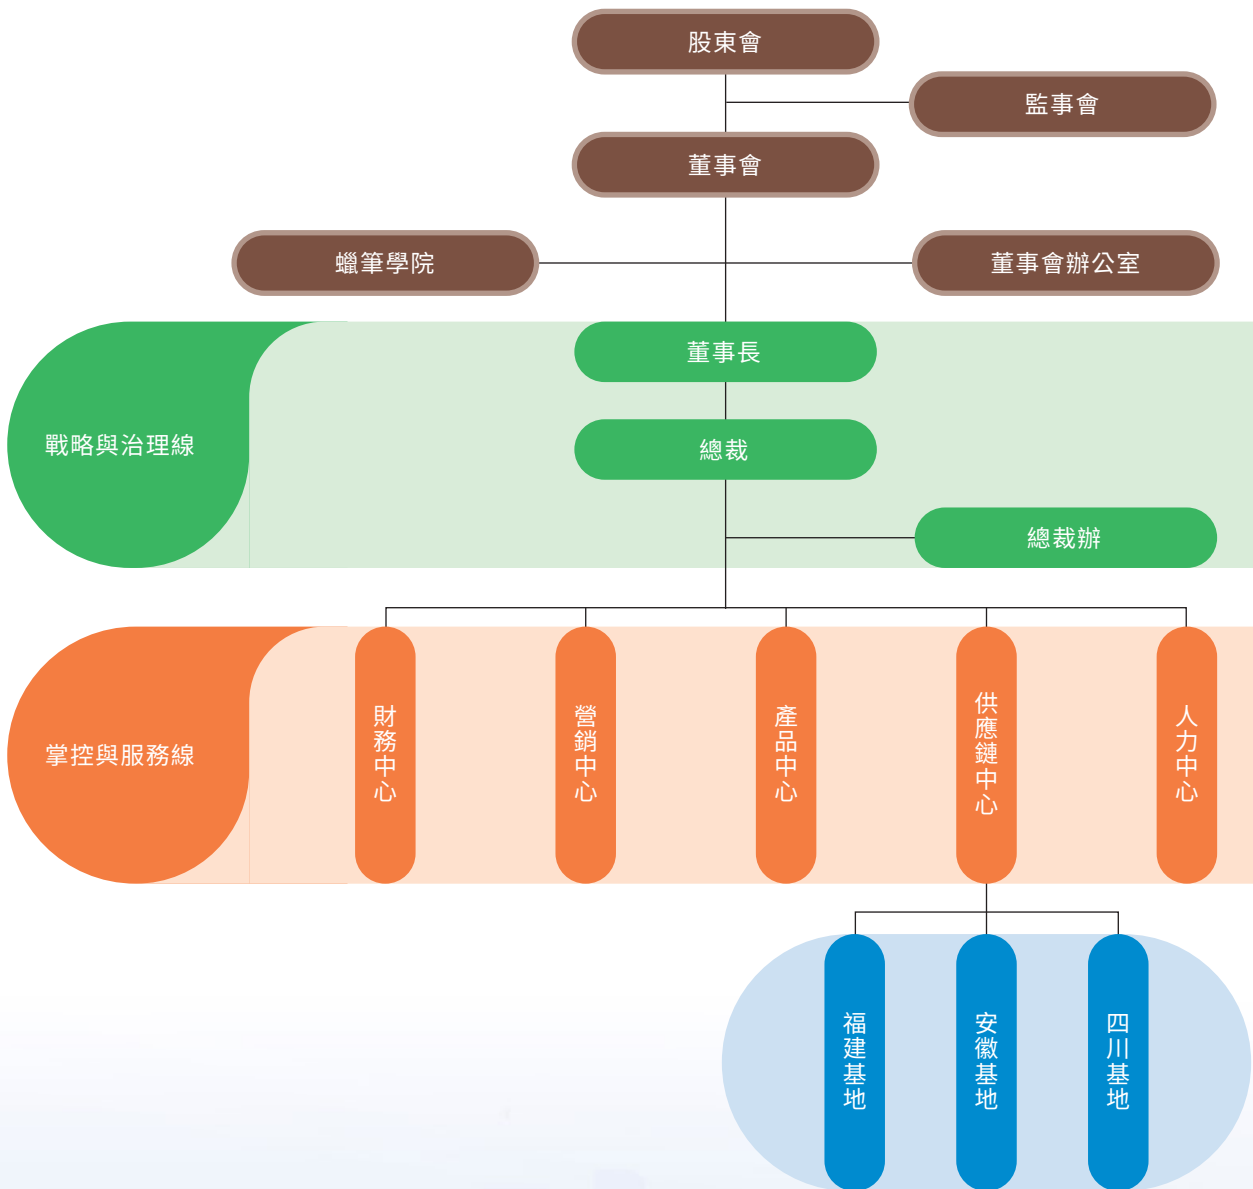 股東會
監事會
董事會
蠟筆學院
董事會辦公室
董事長
戰略與治理線
總裁
總裁辦
掌控與服務線
財務中心
營銷中心
產品中心
供應鏈中心
人力中心
福建基地
安徽基地
四川基地